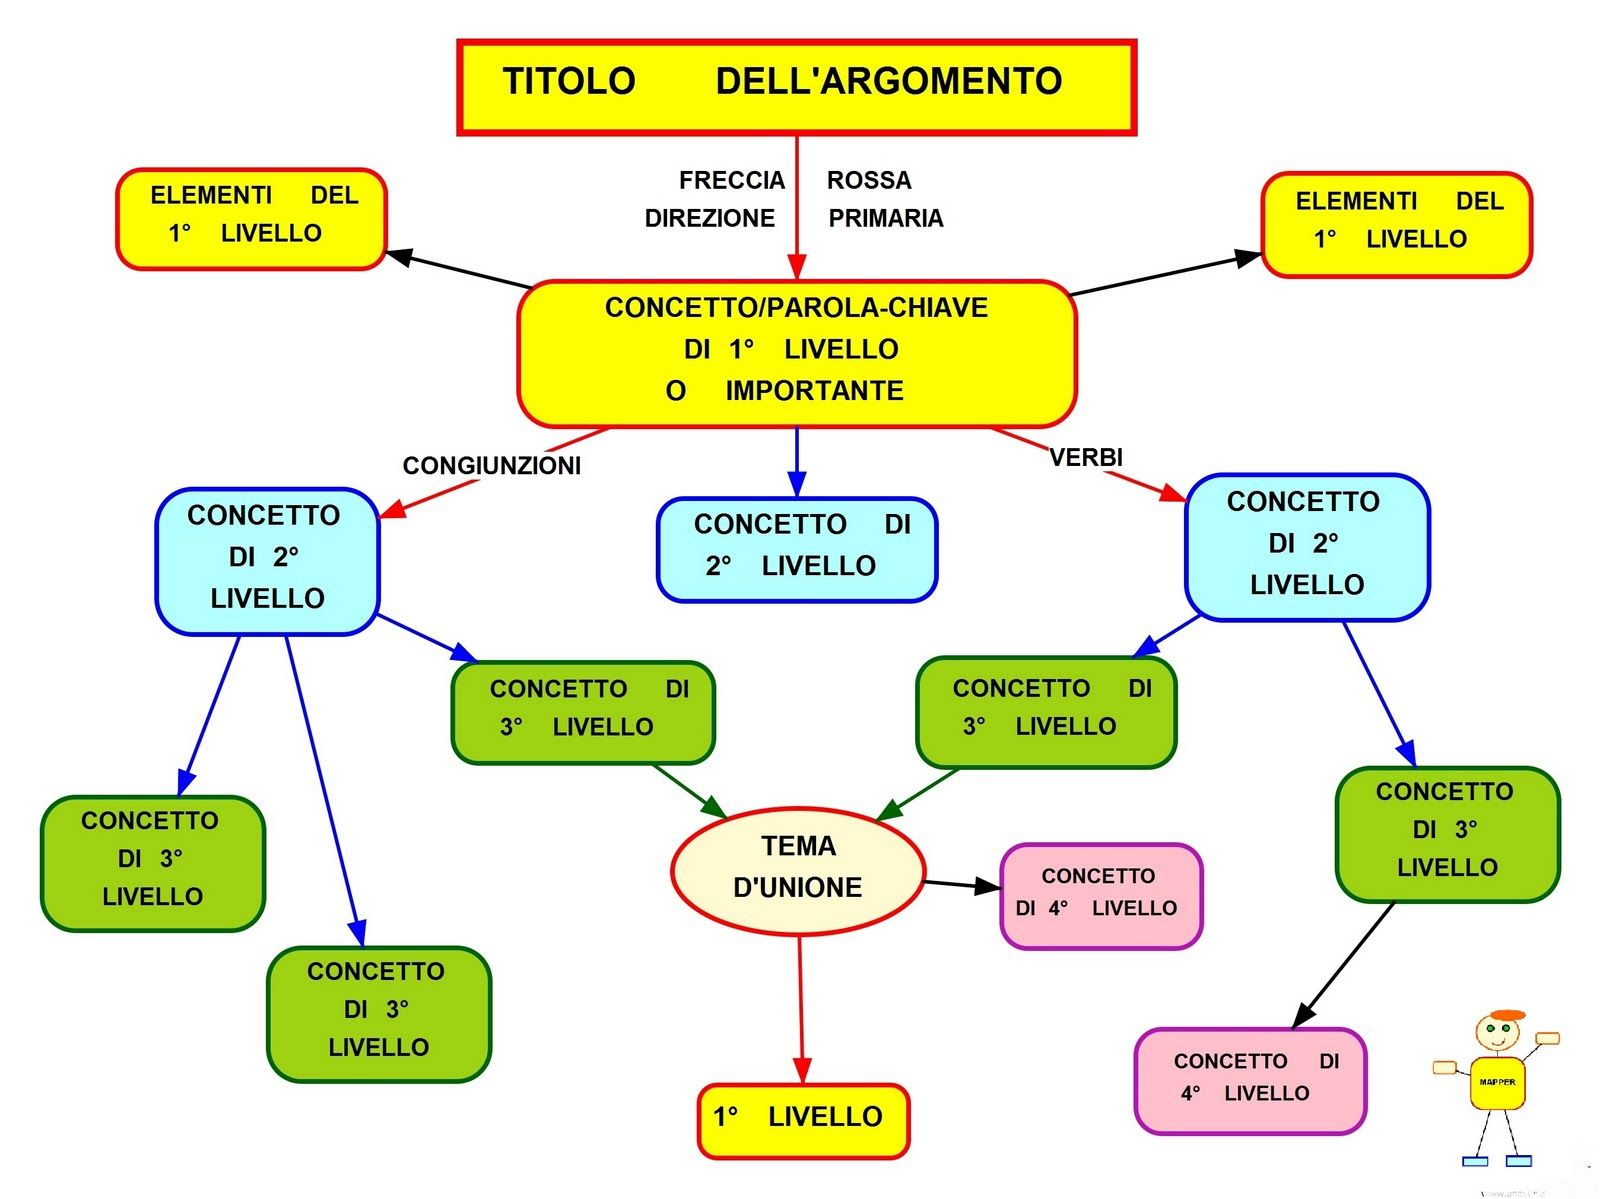 TITOLO DELL'ARGOMENTO
FRECCIA ROSSA
DIREZIONE PRIMARIA
ELEMENTI DEL
1° LIVELLO
ELEMENTI DEL
1° LIVELLO
CONCETTO/PAROLA-CHIAVE
DI 1° LIVELLO
O IMPORTANTE
CONGIUNZIONI
VERBI
CONCETTO
DI 2°
LIVELLO
CONCETTO DI
2° LIVELLO
CONCETTO
DI 2°
LIVELLO
CONCETTO DI
3° LIVELLO
CONCETTO DI
3° LIVELLO
CONCETTO
DI 3°
LIVELLO
CONCETTO
DI 3°
LIVELLO
TEMA
D'UNIONE
CONCETTO
DI 4° LIVELLO
CONCETTO
DI 3°
LIVELLO
CONCETTO DI
4° LIVELLO
1° LIVELLO
MAPPER